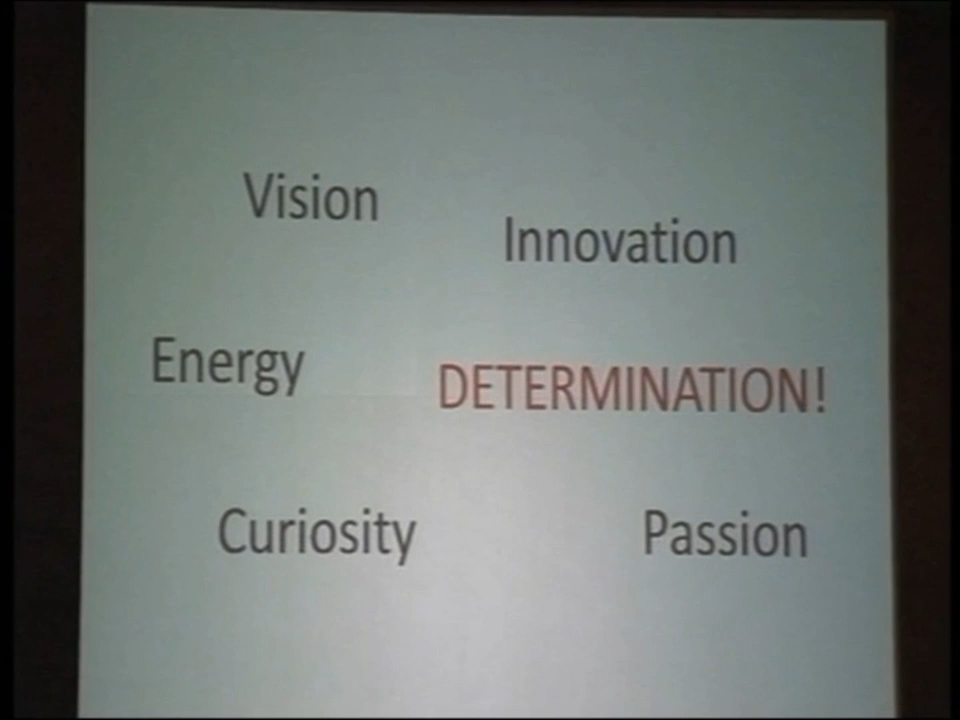 Vision
Innovation
Energy
DETERMINATION!
Curiosity
Passion